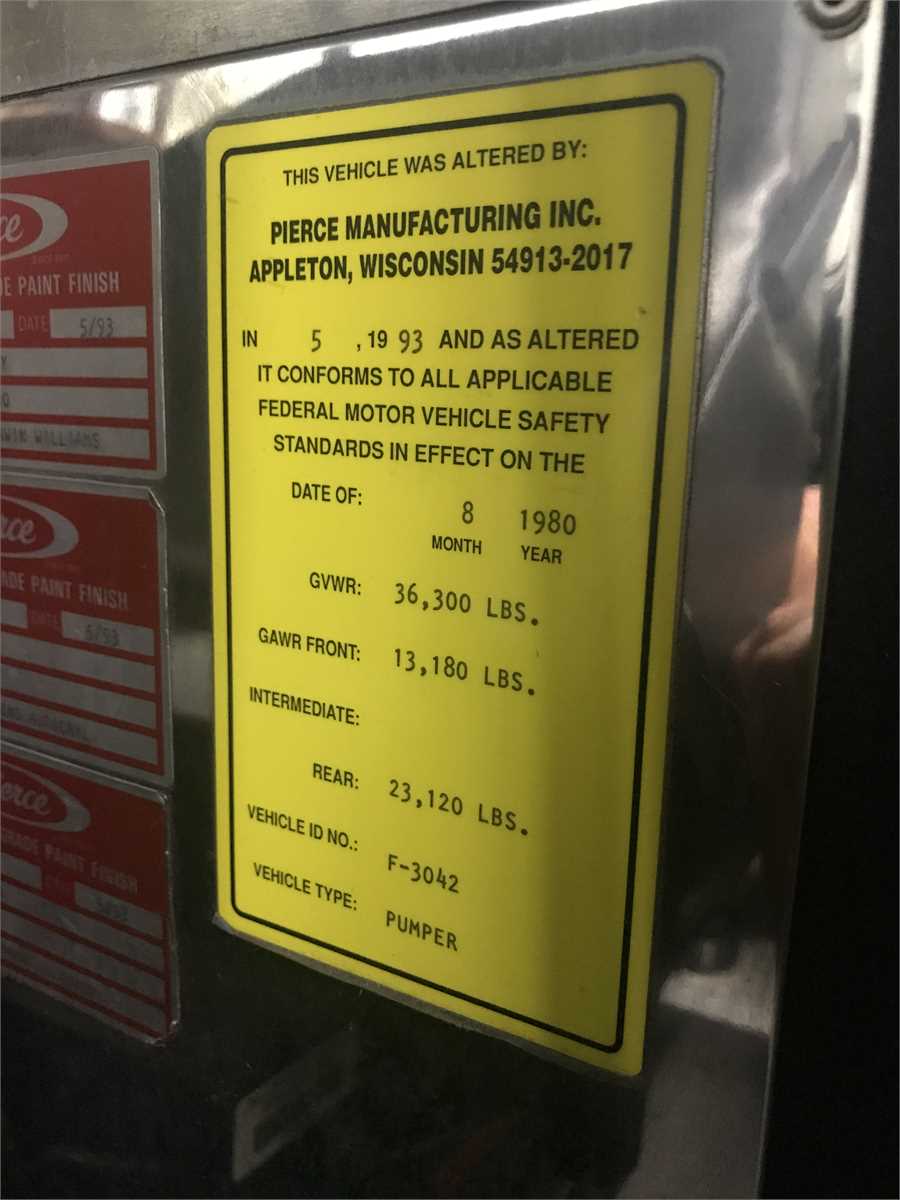 THIS VEHICLE WAS ALTERED BY:
PIERCE MANUFACTURING INC.
APPLETON, WISCONSIN 54913-2017
IN 5 , 19 93 AND AS ALTERED
IT CONFORMS TO ALL APPLICABLE
FEDERAL MOTOR VEHICLE SAFETY
STANDARDS IN EFFECT ON THE
DATE OF: 8 1980
MONTH YEAR
GVWR: 36,300 LBS.
GAWR FRONT: 13,180 LBS.
INTERMEDIATE:
REAR: 23,120 LBS.
VEHICLE ID NO.: F-3042
VEHICLE TYPE: PUMPER
PAINT FINISH
DATE 5/93
WILLIAMS
PAINT FINISH
DATE 5/93
PAINT FINISH